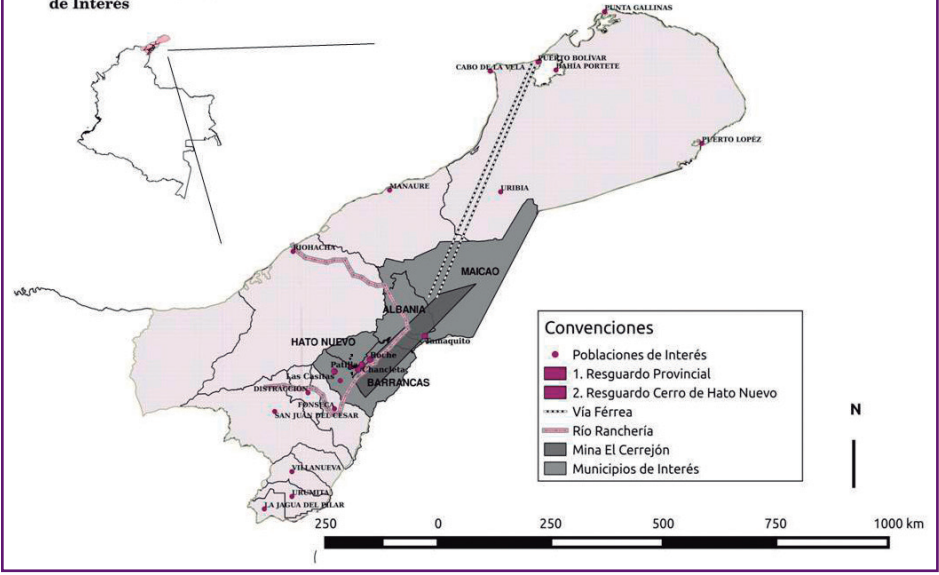 de Interés
PUNTA GALLINAS
PUERTO BOLÍVAR
CABO DE LA VELA
BAHÍA PORTETE
PUERTO LOPÉZ
MANAURE
URIBIA
RIOHACHA
MAICAO
ALBANIA
HATO NUEVO
Tamaquito
Roche
Patilla
Chancleta
Las Casitas
BARRANCAS
DISTRACCIÓN
FONSECA
SAN JUAN DEL CESAR
VILLANUEVA
URUMITA
LA JAGUA DEL PILAR
Convenciones
Poblaciones de Interés
1. Resguardo Provincial
2. Resguardo Cerro de Hato Nuevo
Vía Férrea
Río Ranchería
Mina El Cerrejón
Municipios de Interés
N
250 0 250 500 750 1000 km
(